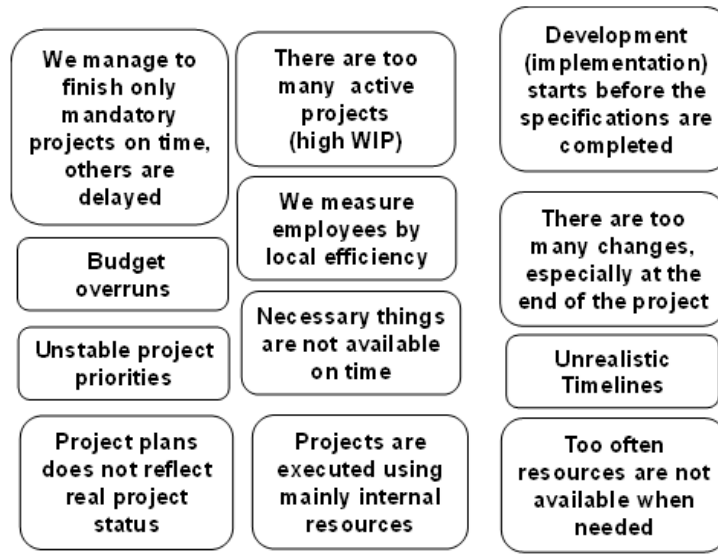 We manage to
finish only
mandatory
projects on time,
others are
delayed
Budget
overruns
Unstable project
priorities
Project plans
does not reflect
real project
status
There are too
many active
projects
(high WIP)
We measure
employees by
local efficiency
Necessary things
are not available
on time
Projects are
executed using
mainly internal
resources
Development
(implementation)
starts before the
specifications are
completed
There are too
many changes,
especially at the
end of the project
Unrealistic
Timelines
Too often
resources are not
available when
needed